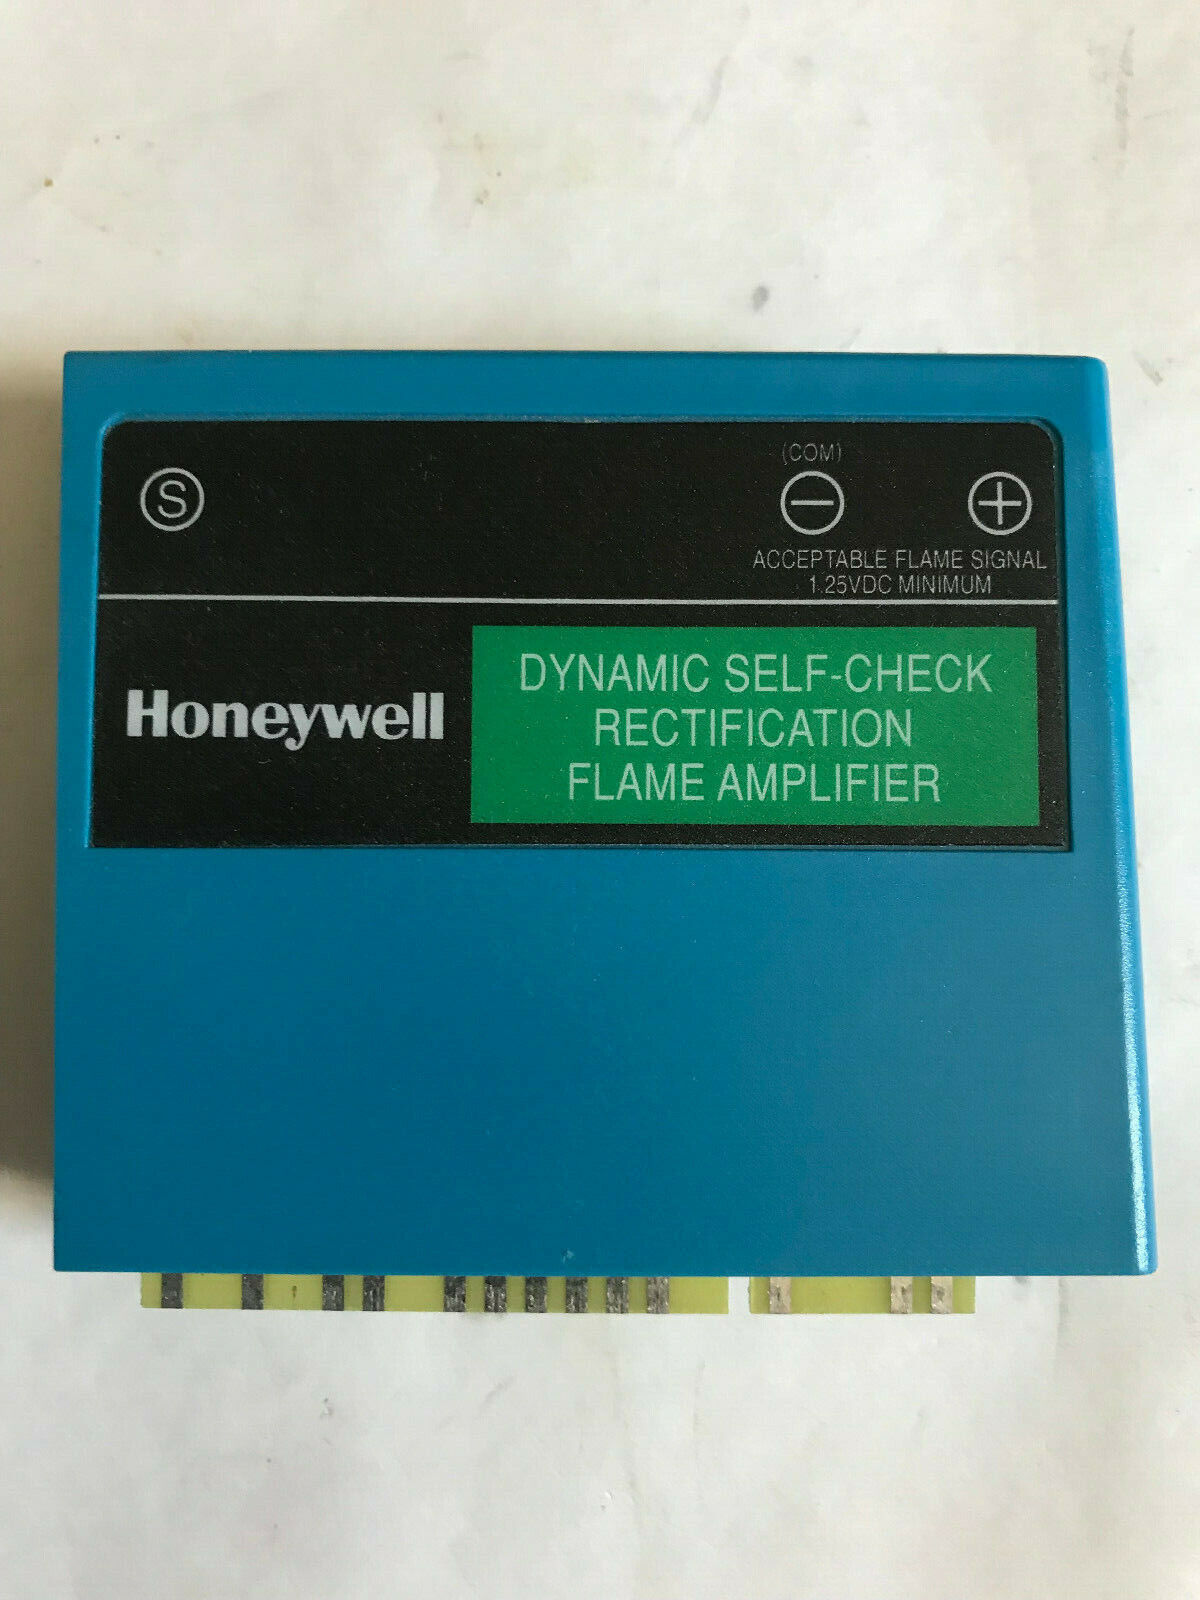 (COM)
S − +
ACCEPTABLE FLAME SIGNAL
1.25VDC MINIMUM
Honeywell
DYNAMIC SELF-CHECK
RECTIFICATION
FLAME AMPLIFIER